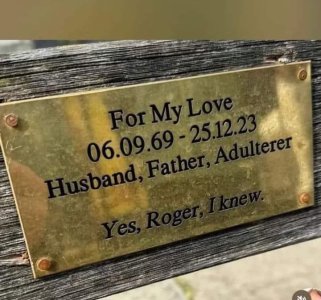 For My Love
06.09.69 - 25.12.23
Husband, Father, Adulterer
Yes, Roger, I knew.